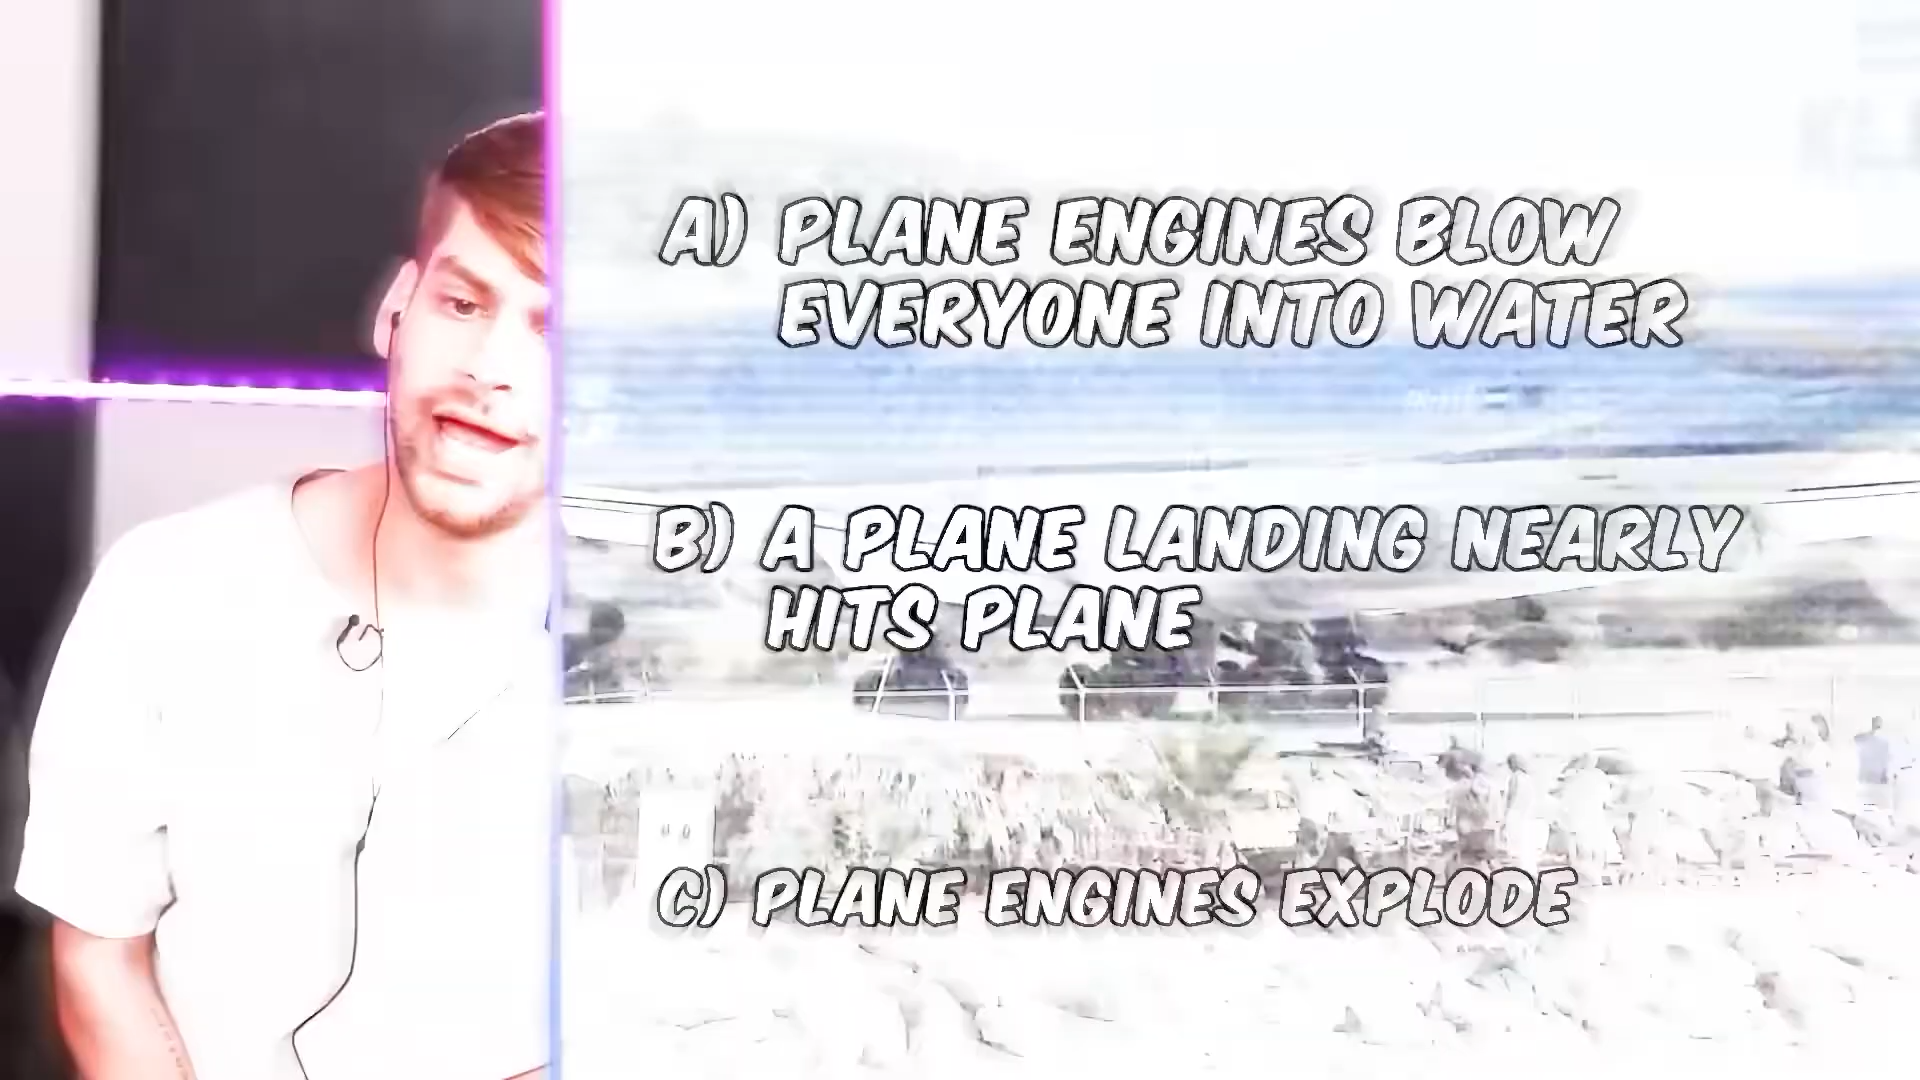 A) PLANE ENGINES BLOW
EVERYONE INTO WATER
B) A PLANE LANDING NEARLY
HITS PLANE
C) PLANE ENGINES EXPLODE